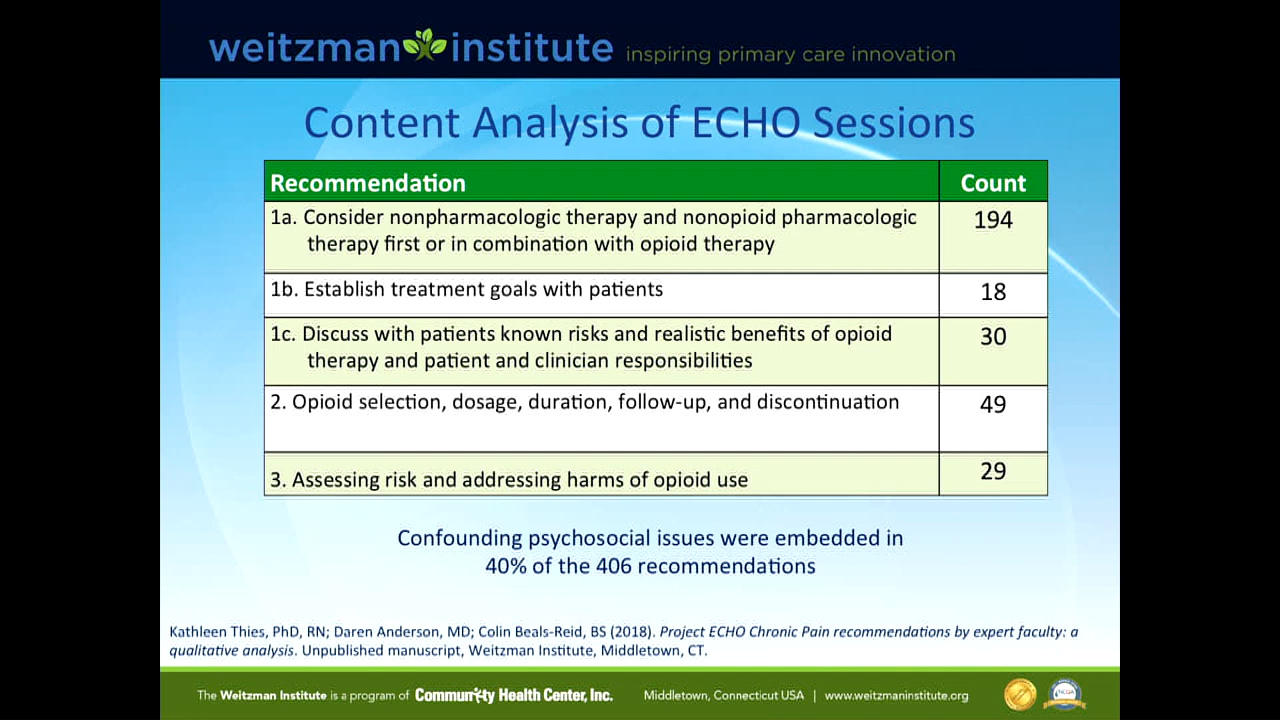 weitzman institute inspiring primary care innovation
Content Analysis of ECHO Sessions
Recommendation Count
1a. Consider nonpharmacologic therapy and nonopioid pharmacologic 194
therapy first or in combination with opioid therapy
1b. Establish treatment goals with patients 18
1c. Discuss with patients known risks and realistic benefits of opioid 30
therapy and patient and clinician responsibilities
2. Opioid selection, dosage, duration, follow-up, and discontinuation 49
3. Assessing risk and addressing harms of opioid use 29
Confounding psychosocial issues were embedded in
40% of the 406 recommendations
Kathleen Thies, PhD, RN; Daren Anderson, MD; Colin Beals-Reid, BS (2018). Project ECHO Chronic Pain recommendations by expert faculty: a
qualitative analysis. Unpublished manuscript, Weitzman Institute, Middletown, CT.
The Weitzman Institute is a program of Community Health Center, Inc. Middletown, Connecticut USA | www.weitzmaninstitute.org
NCQA